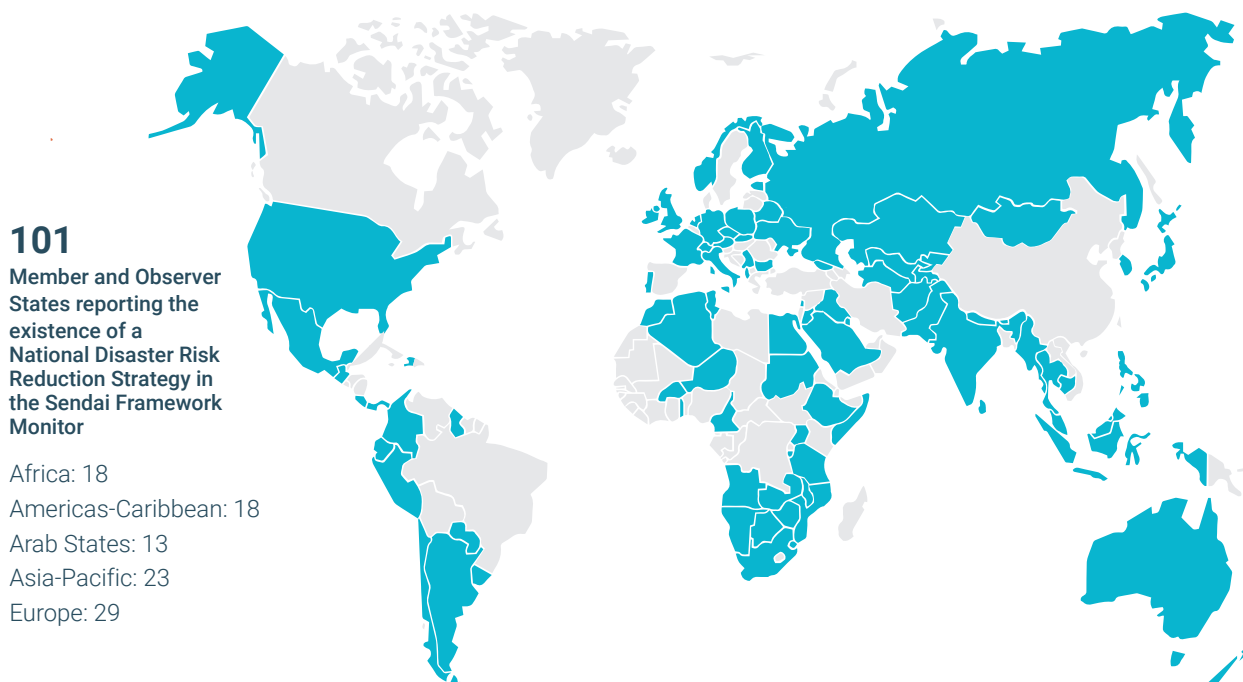 101
Member and Observer
States reporting the
existence of a
National Disaster Risk
Reduction Strategy in
the Sendai Framework
Monitor
Africa: 18
Americas-Caribbean: 18
Arab States: 13
Asia-Pacific: 23
Europe: 29